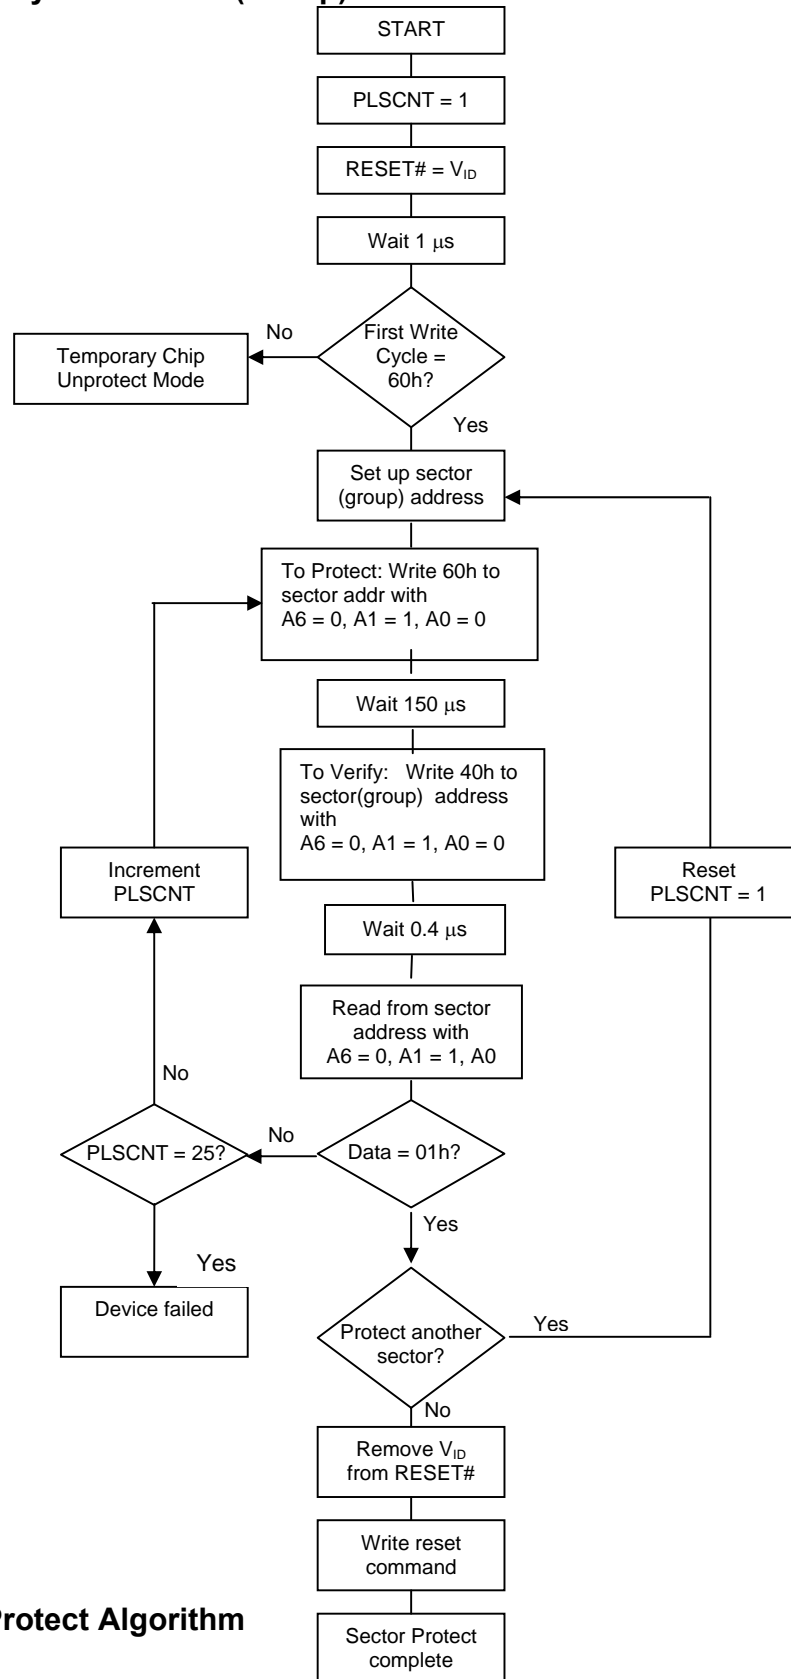 START
PLSCNT = 1
RESET# = VID
Wait 1 μs
First Write
Cycle =
60h?
No
Temporary Chip
Unprotect Mode
Yes
Set up sector
(group) address
To Protect: Write 60h to
sector addr with
A6 = 0, A1 = 1, A0 = 0
Wait 150 μs
To Verify: Write 40h to
sector(group) address
with
A6 = 0, A1 = 1, A0 = 0
Increment
PLSCNT
Reset
PLSCNT = 1
Wait 0.4 μs
Read from sector
address with
A6 = 0, A1 = 1, A0
No
PLSCNT = 25?
No
Data = 01h?
Yes
Yes
Device failed
Protect another
sector?
Yes
No
Remove VID
from RESET#
Write reset
command
Protect Algorithm
Sector Protect
complete